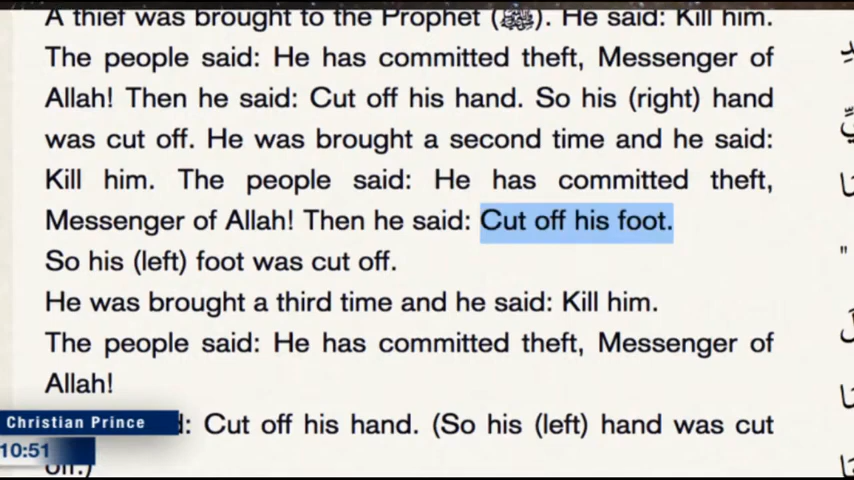 A thief was brought to the Prophet (ﷺ). He said: Kill him.
The people said: He has committed theft, Messenger of
Allah! Then he said: Cut off his hand. So his (right) hand
was cut off. He was brought a second time and he said:
Kill him. The people said: He has committed theft,
Messenger of Allah! Then he said: Cut off his foot.
So his (left) foot was cut off.
He was brought a third time and he said: Kill him.
The people said: He has committed theft, Messenger of
Allah!
: Cut off his hand. (So his (left) hand was cut
off.)
Christian Prince
10:51